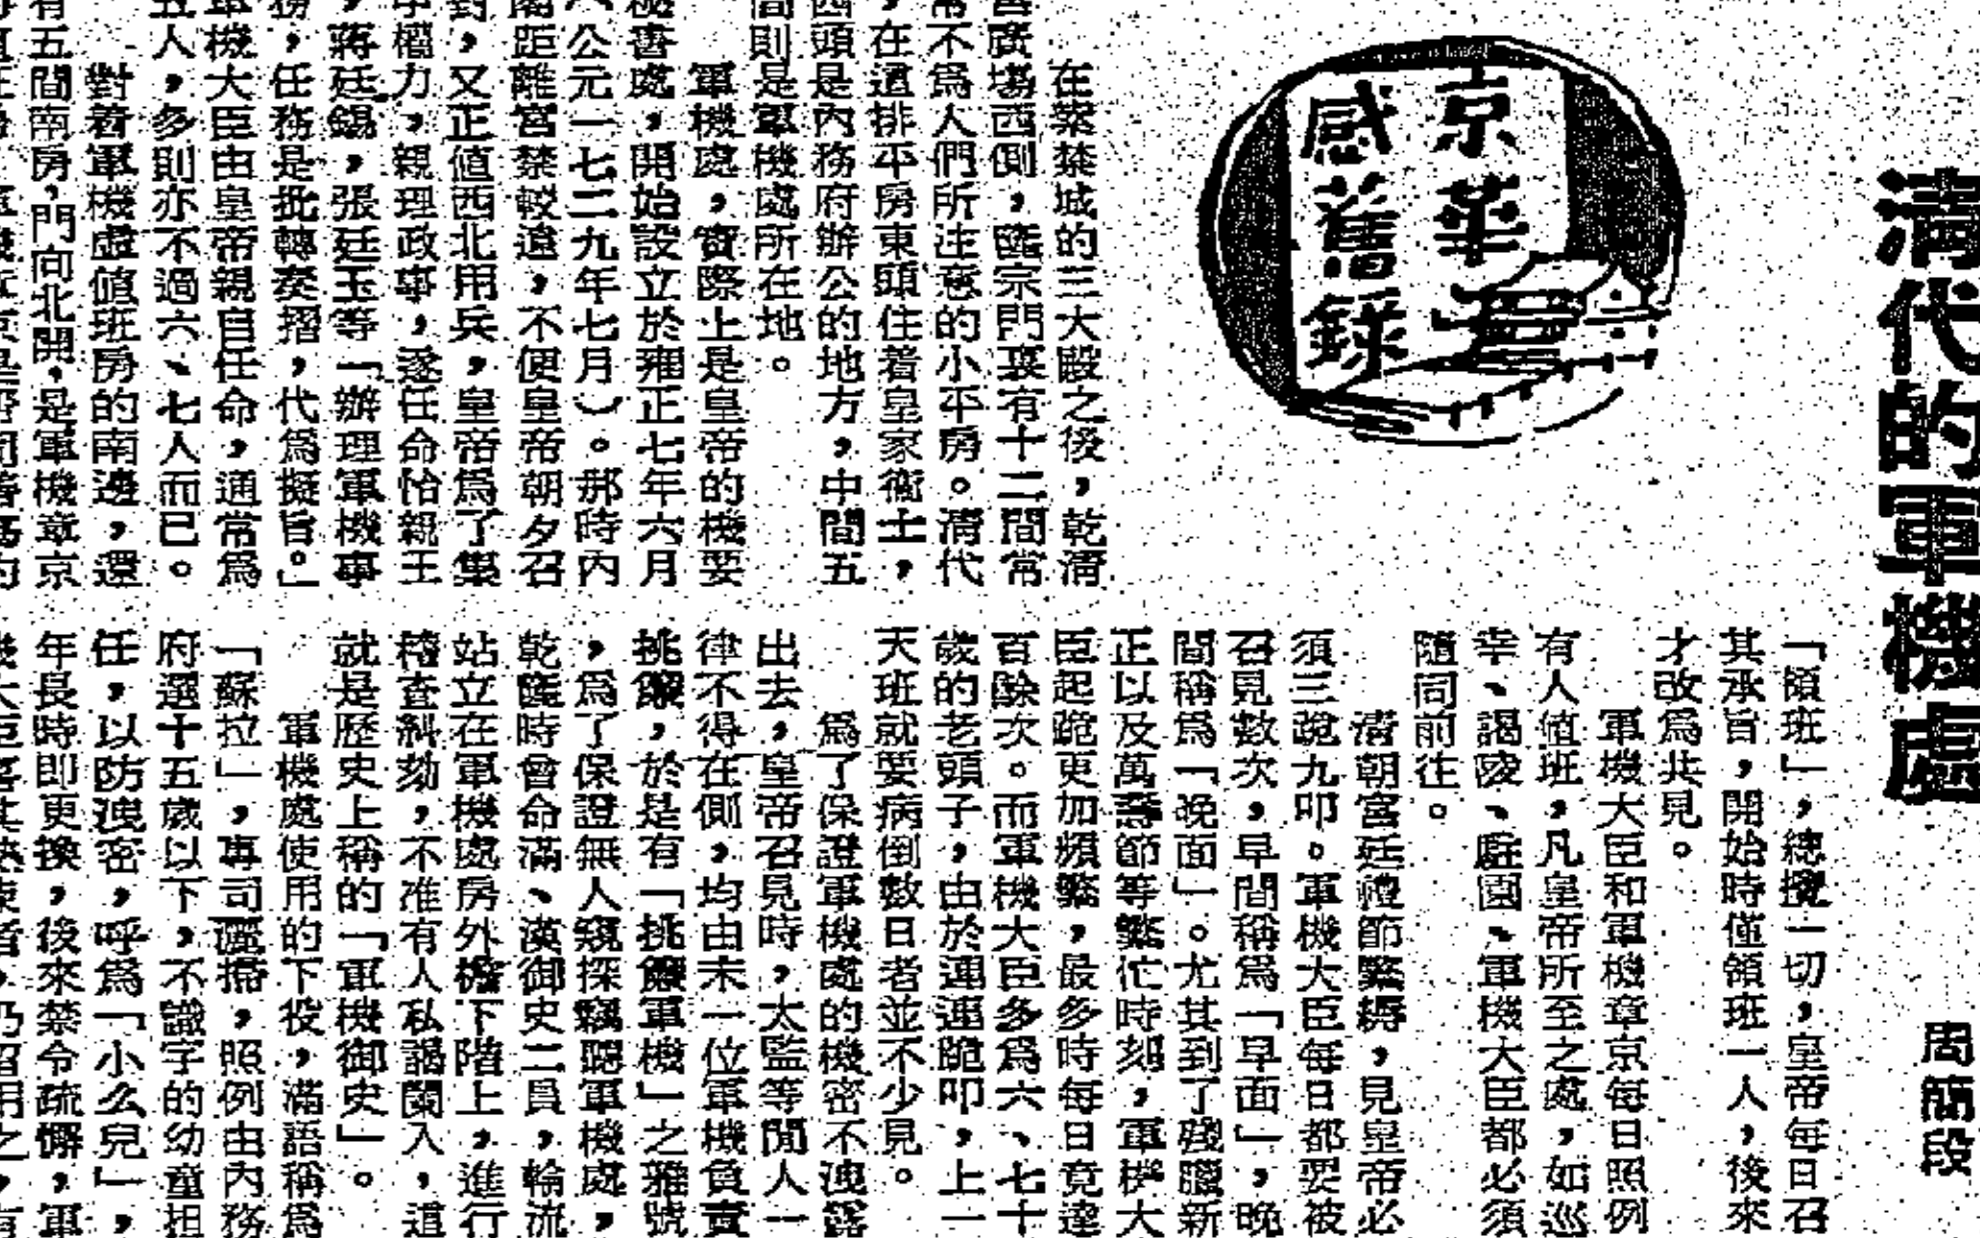 清代的軍機處
周簡段
京華
感舊錄
在紫禁城的三大殿之後，乾清
宮廣場西側，隆宗門裏有十二間常
常不為人們所注意的小平房。清代
，在這排平房東頭住着皇家衞士，
西頭是內務府辦公的地方，中間五
間則是軍機處所在地。
軍機處，實際上是皇帝的機要
秘書處，開始設立於雍正七年六月
（公元一七二九年七月）。那時內
閣距離宮禁較遠，不便皇帝朝夕召
對，又正值西北用兵，皇帝爲了集
中權力，親理政事，遂任命怡親王
，蔣廷錫，張廷玉等「辦理軍機事
務，任務是批轉奏摺，代爲擬旨。」
軍機大臣由皇帝親自任命，通常爲
五人，多則亦不過六、七人而已。
對着軍機處值班房的南邊，還
有五間南房，門向北開，是軍機章京
「領班」，總攬一切，皇帝每日召
其承旨，開始時僅領班一人，後來
才改爲共見。
軍機大臣和軍機章京每日照例
有人值班，凡皇帝所至之處，如巡
幸、謁陵、駐園、軍機大臣都必須
隨同前往。
清朝宮廷禮節繁縟，見皇帝必
須三跪九叩。軍機大臣每日都要被
召見數次，早間稱爲「早面」，晚
間稱爲「晚面」。尤其到了殘臘新
正以及萬壽節等繁忙時刻，軍機大
臣起跪更加頻繁，最多時每日竟達
百餘次。而軍機大臣多爲六、七十
歲的老頭子，由於連連跪叩，上一
天班就要病倒數日者並不少見。
爲了保證軍機處的機密不洩露
出去，皇帝召見時，太監等閒人一
律不得在側，均由末一位軍機負責
挑簾，於是有「挑簾軍機」之雅號
，爲了保證無人窺探竊聽軍機處，
乾隆時曾命滿、漢御史二員，輪流
站立在軍機處房外檐下階上，進行
稽查糾劾，不准有人私謁闌入，這
就是歷史上稱的「軍機御史」。
軍機處使用的下役，滿語稱爲
「蘇拉」，專司灑掃，照例由內務
府選十五歲以下，不識字的幼童担
任，以防洩密，呼爲「小么兒」，
年長時即更換，後來禁令疏懈，軍